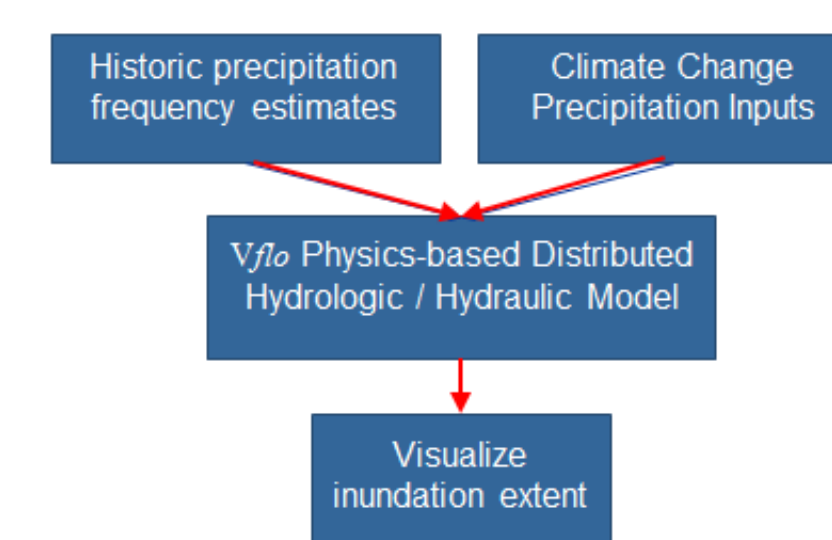 Historic precipitation
frequency estimates
Climate Change
Precipitation Inputs
Vflo Physics-based Distributed
Hydrologic / Hydraulic Model
Visualize
inundation extent